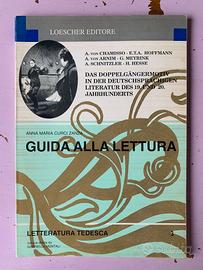 LOESCHER EDITORE
A. VON CHAMISSO - E.T.A. HOFFMANN
A. VON ARNIM - G. MEYRINK
A. SCHNITZLER - H. HESSE
DAS DOPPELGÄNGERMOTIV
IN DER DEUTSCHSPRACHIGEN
LITERATUR DES 19. UND 20.
JAHRHUNDERTS
ANNA MARIA CURCI ZANZA
GUIDA ALLA LETTURA
LETTERATURA TEDESCA